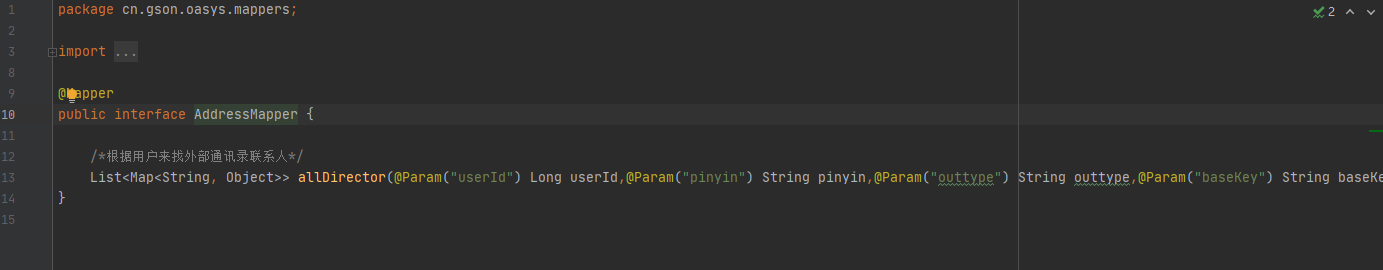 1 package cn.gson.oasys.mappers;
2
3 import ...
8
9 @Mapper
10 public interface AddressMapper {
11
12 /*根据用户来找外部通讯录联系人*/
13 List<Map<String, Object>> allDirector(@Param("userId") Long userId,@Param("pinyin") String pinyin,@Param("outtype") String outtype,@Param("baseKey") String baseKe
14 }
15
2